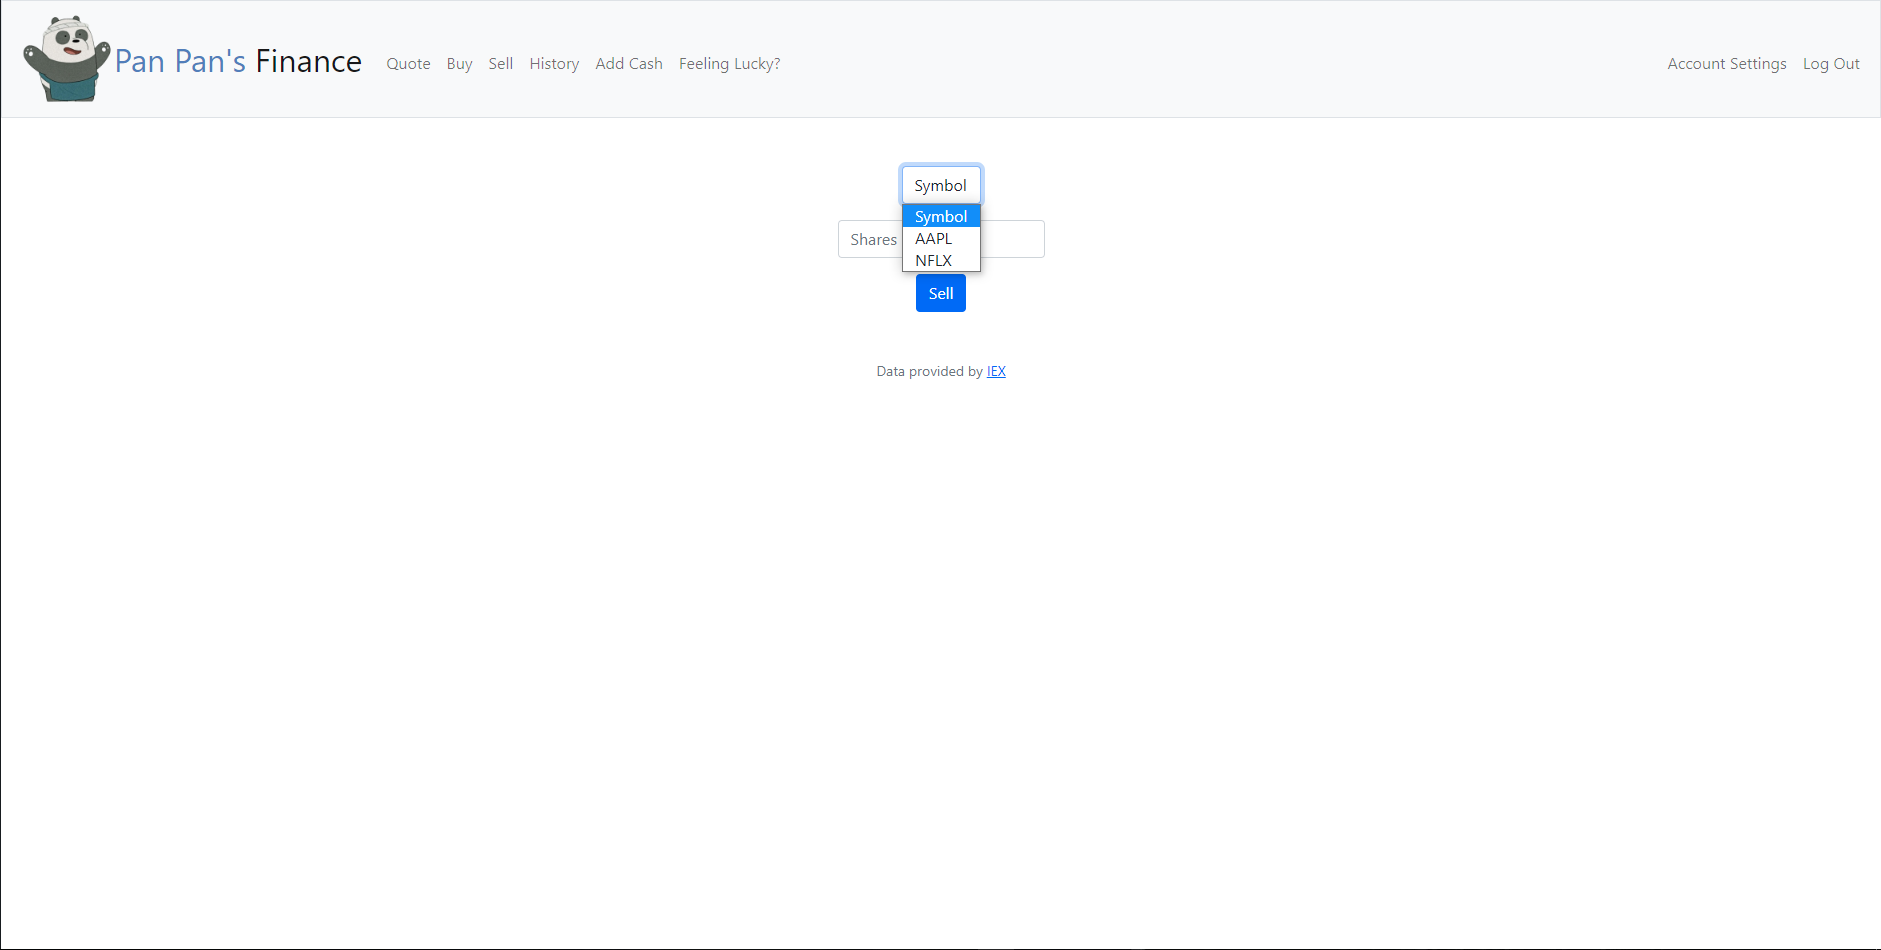 Pan Pan's Finance Quote Buy Sell History Add Cash Feeling Lucky? Account Settings Log Out
Symbol
Symbol
Shares
AAPL
NFLX
Sell
Data provided by IEX